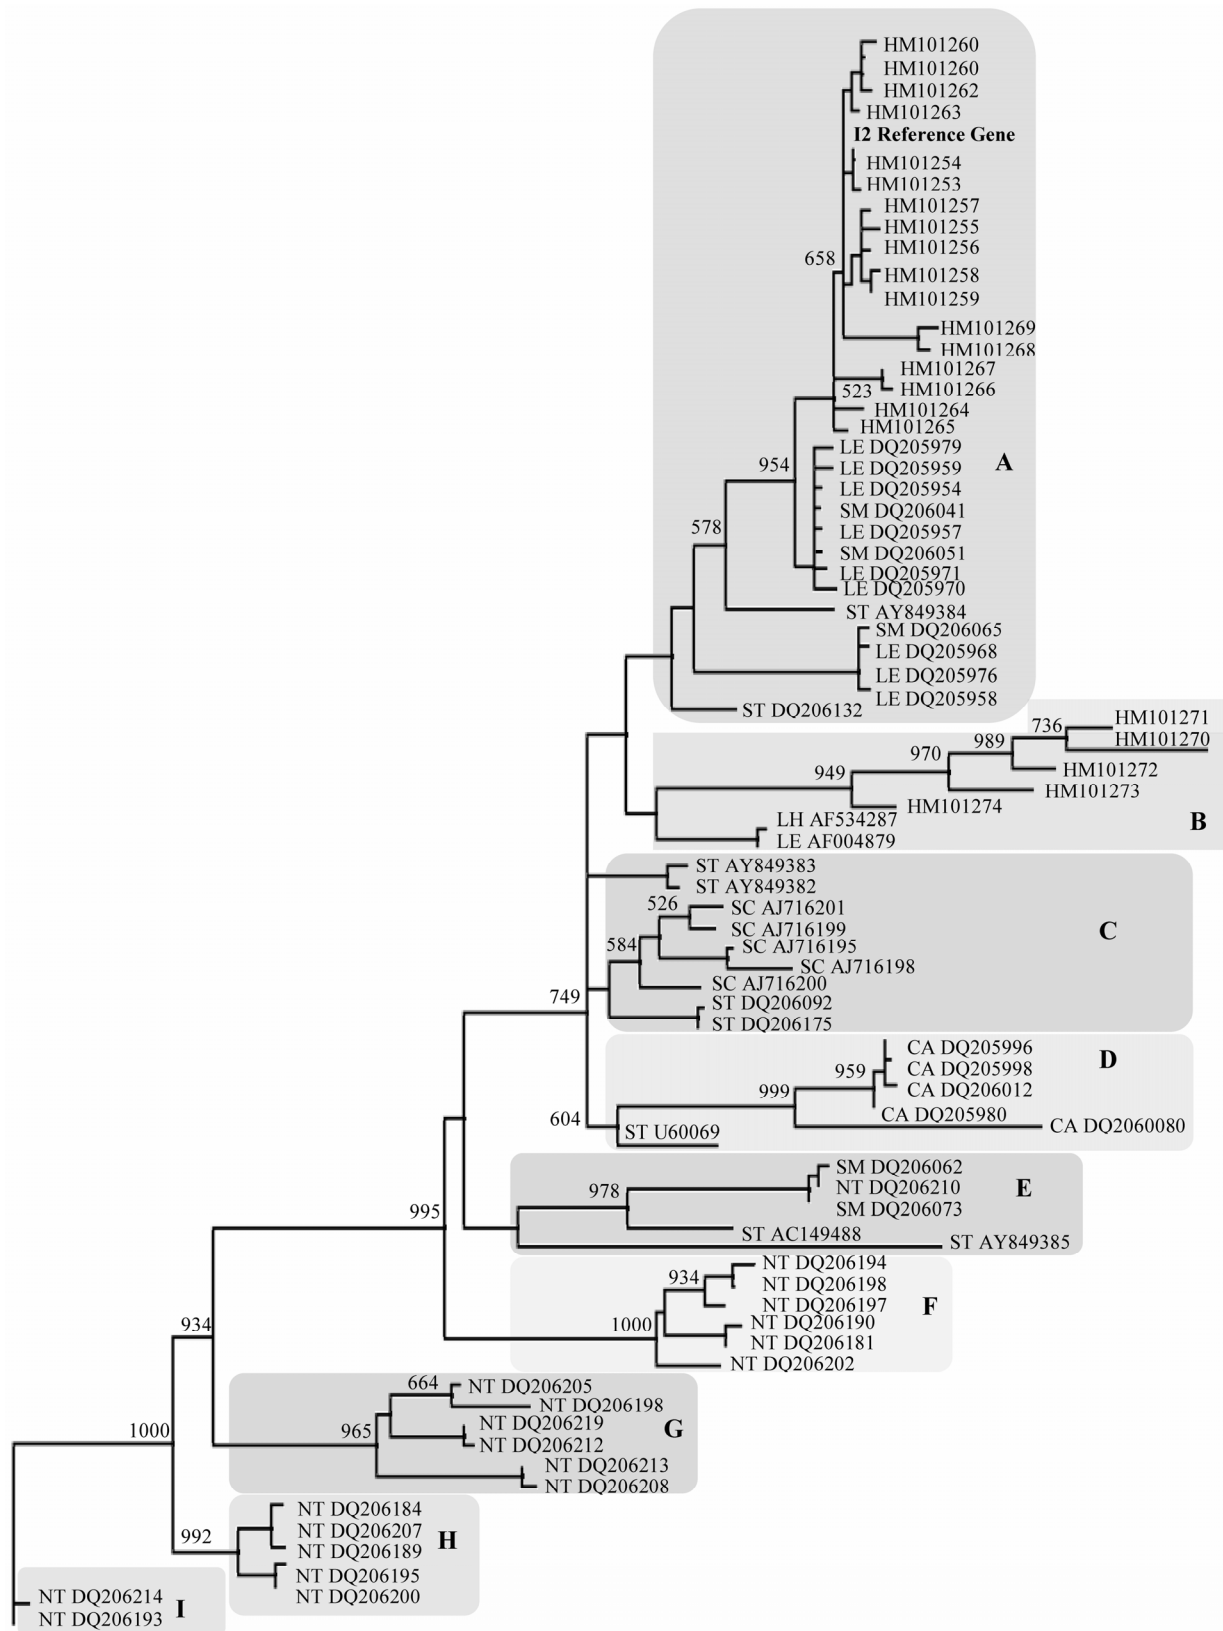 HM101260
HM101260
HM101262
HM101263
I2 Reference Gene
HM101254
HM101253
HM101257
HM101255
HM101256
658
HM101258
HM101259
HM101269
HM101268
HM101267
523
HM101266
HM101264
HM101265
LE DQ205979
A
954
LE DQ205959
LE DQ205954
SM DQ206041
578
LE DQ205957
SM DQ206051
LE DQ205971
LE DQ205970
ST AY849384
SM DQ206065
LE DQ205968
LE DQ205976
LE DQ205958
ST DQ206132
HM101271
736
HM101270
989
970
HM101272
949
HM101273
HM101274
LH AF534287
B
LE AF004879
ST AY849383
ST AY849382
526
SC AJ716201
SC AJ716199
C
584
SC AJ716195
SC AJ716198
SC AJ716200
749
ST DQ206092
ST DQ206175
CA DQ205996
D
959
CA DQ205998
999
CA DQ206012
604
CA DQ205980
ST U60069
CA DQ2060080
SM DQ206062
978
NT DQ206210
E
SM DQ206073
995
ST AC149488
ST AY849385
NT DQ206194
934
NT DQ206198
NT DQ206197
F
934
1000
NT DQ206190
NT DQ206181
NT DQ206202
664
NT DQ206205
NT DQ206198
1000
965
NT DQ206219
G
NT DQ206212
NT DQ206213
NT DQ206208
NT DQ206184
992
NT DQ206207
H
NT DQ206189
NT DQ206195
NT DQ206200
NT DQ206214
I
NT DQ206193